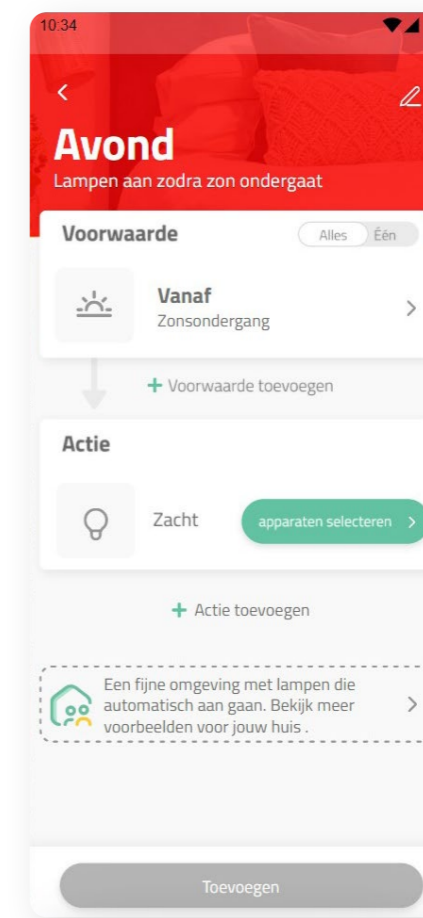 10:34
Avond
Lampen aan zodra zon ondergaat
Voorwaarde
Alles
Één
Vanaf
Zonsondergang
+ Voorwaarde toevoegen
Actie
Zacht
apparaten selecteren
+ Actie toevoegen
Een fijne omgeving met lampen die
automatisch aan gaan. Bekijk meer
voorbeelden voor jouw huis .
Toevoegen